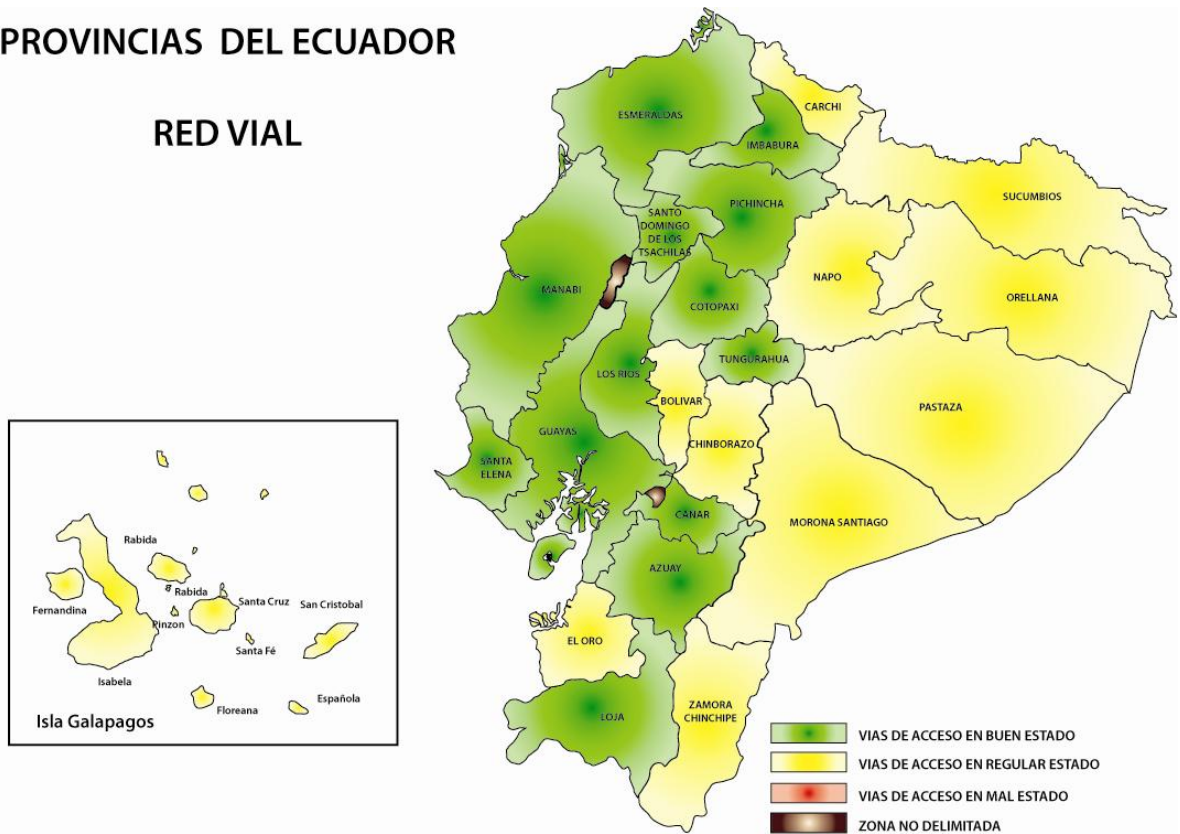 PROVINCIAS DEL ECUADOR
RED VIAL
ESMERALDAS
CARCHI
IMBABURA
SUCUMBIOS
PICHINCHA
SANTO
DOMINGO
DE LOS
TSACHILAS
NAPO
ORELLANA
MANABI
COTOPAXI
TUNGURAHUA
LOS RIOS
BOLIVAR
PASTAZA
GUAYAS
CHINBORAZO
SANTA
ELENA
CAÑAR
MORONA SANTIAGO
AZUAY
EL ORO
LOJA
ZAMORA
CHINCHIPE
Rabida
Fernandina
Rabida
Santa Cruz
San Cristobal
Pinzon
Santa Fé
Isabela
Floreana
Española
Isla Galapagos
VIAS DE ACCESO EN BUEN ESTADO
VIAS DE ACCESO EN REGULAR ESTADO
VIAS DE ACCESO EN MAL ESTADO
ZONA NO DELIMITADA